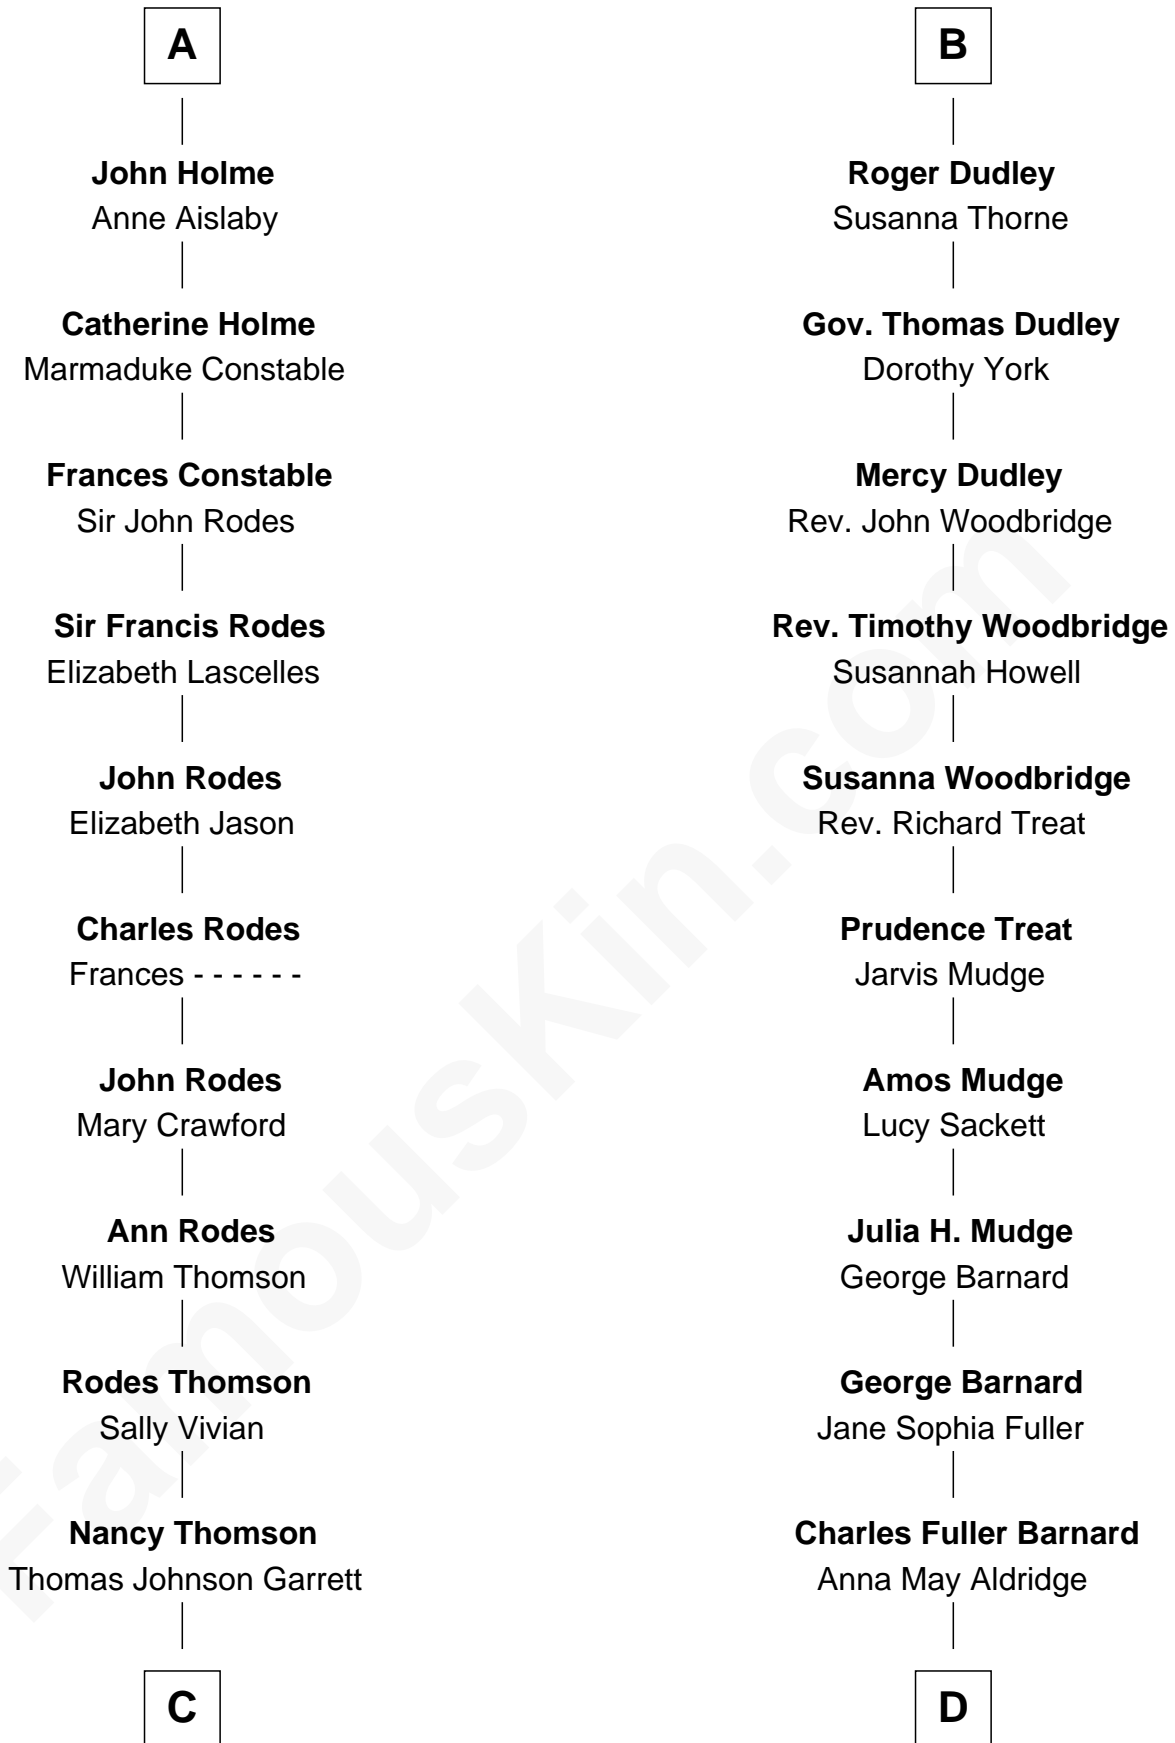 A
John Holme
Anne Aislaby
Catherine Holme
Marmaduke Constable
Frances Constable
Sir John Rodes
Sir Francis Rodes
Elizabeth Lascelles
John Rodes
Elizabeth Jason
Charles Rodes
Frances - - - - - -
John Rodes
Mary Crawford
Ann Rodes
William Thomson
Rodes Thomson
Sally Vivian
Nancy Thomson
Thomas Johnson Garrett
C
B
Roger Dudley
Susanna Thorne
Gov. Thomas Dudley
Dorothy York
Mercy Dudley
Rev. John Woodbridge
Rev. Timothy Woodbridge
Susannah Howell
Susanna Woodbridge
Rev. Richard Treat
Prudence Treat
Jarvis Mudge
Amos Mudge
Lucy Sackett
Julia H. Mudge
George Barnard
George Barnard
Jane Sophia Fuller
Charles Fuller Barnard
Anna May Aldridge
D
FamousKin.com